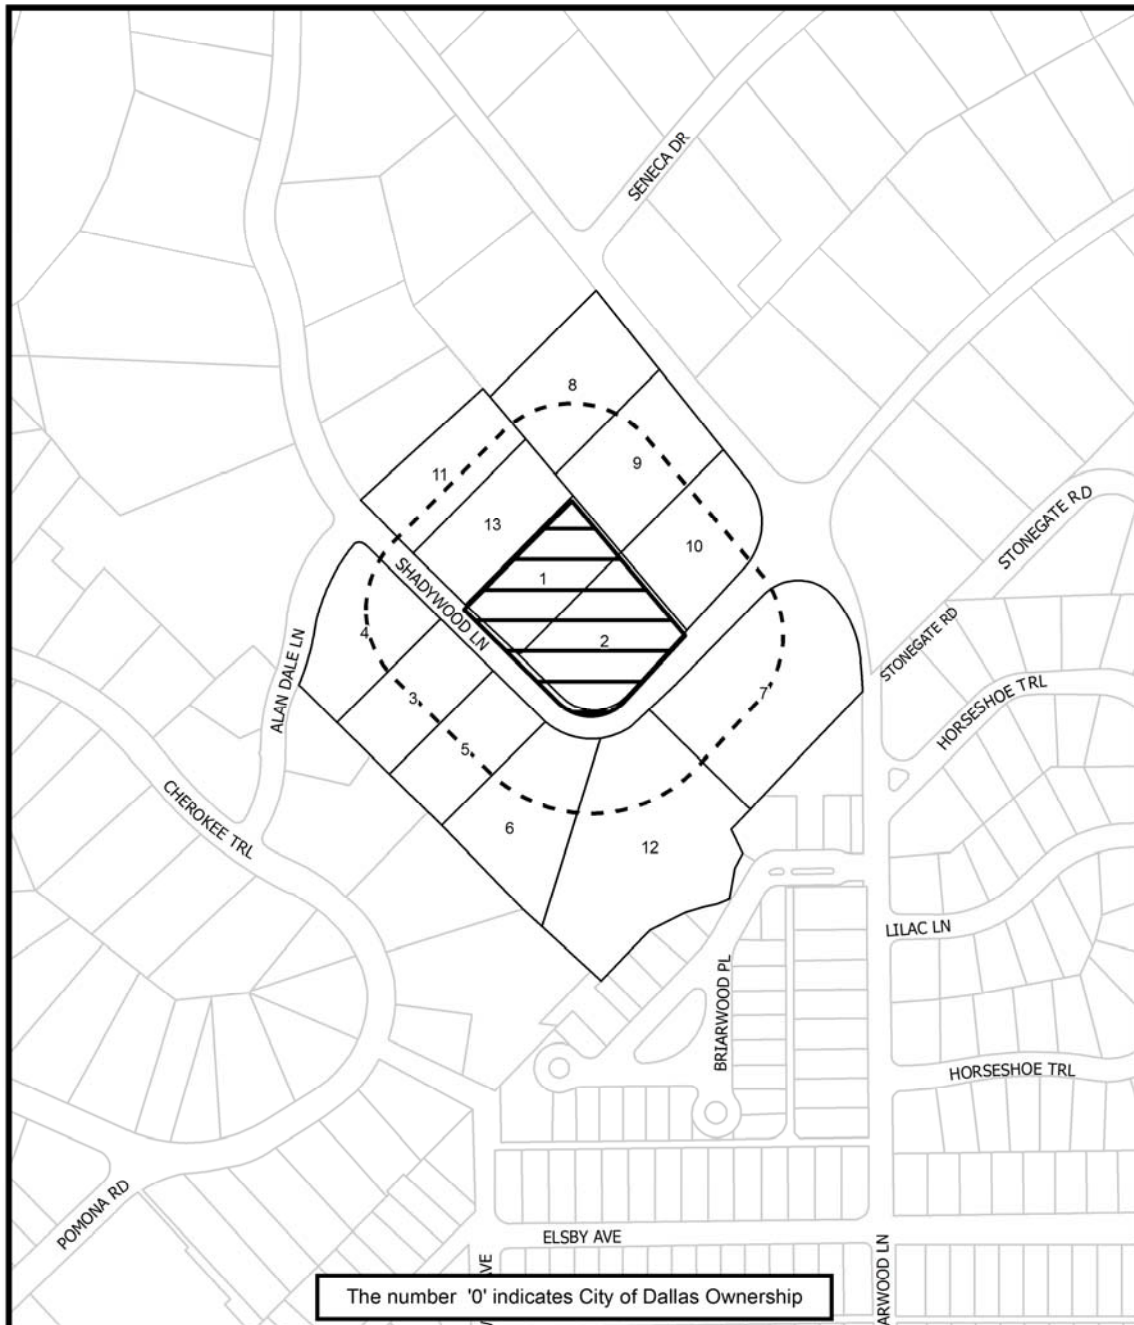 SENECA DR
8
9
11
STONEGATE RD
13
10
SHADYWOOD LN
1
4
2
STONEGATE RD
ALAN DALE LN
3
7
HORSESHOE TRL
5
CHEROKEE TRL
6
12
LILAC LN
BRIARWOOD PL
HORSESHOE TRL
POMONA RD
ELSBY AVE
AVE
ARWOOD LN
The number '0' indicates City of Dallas Ownership